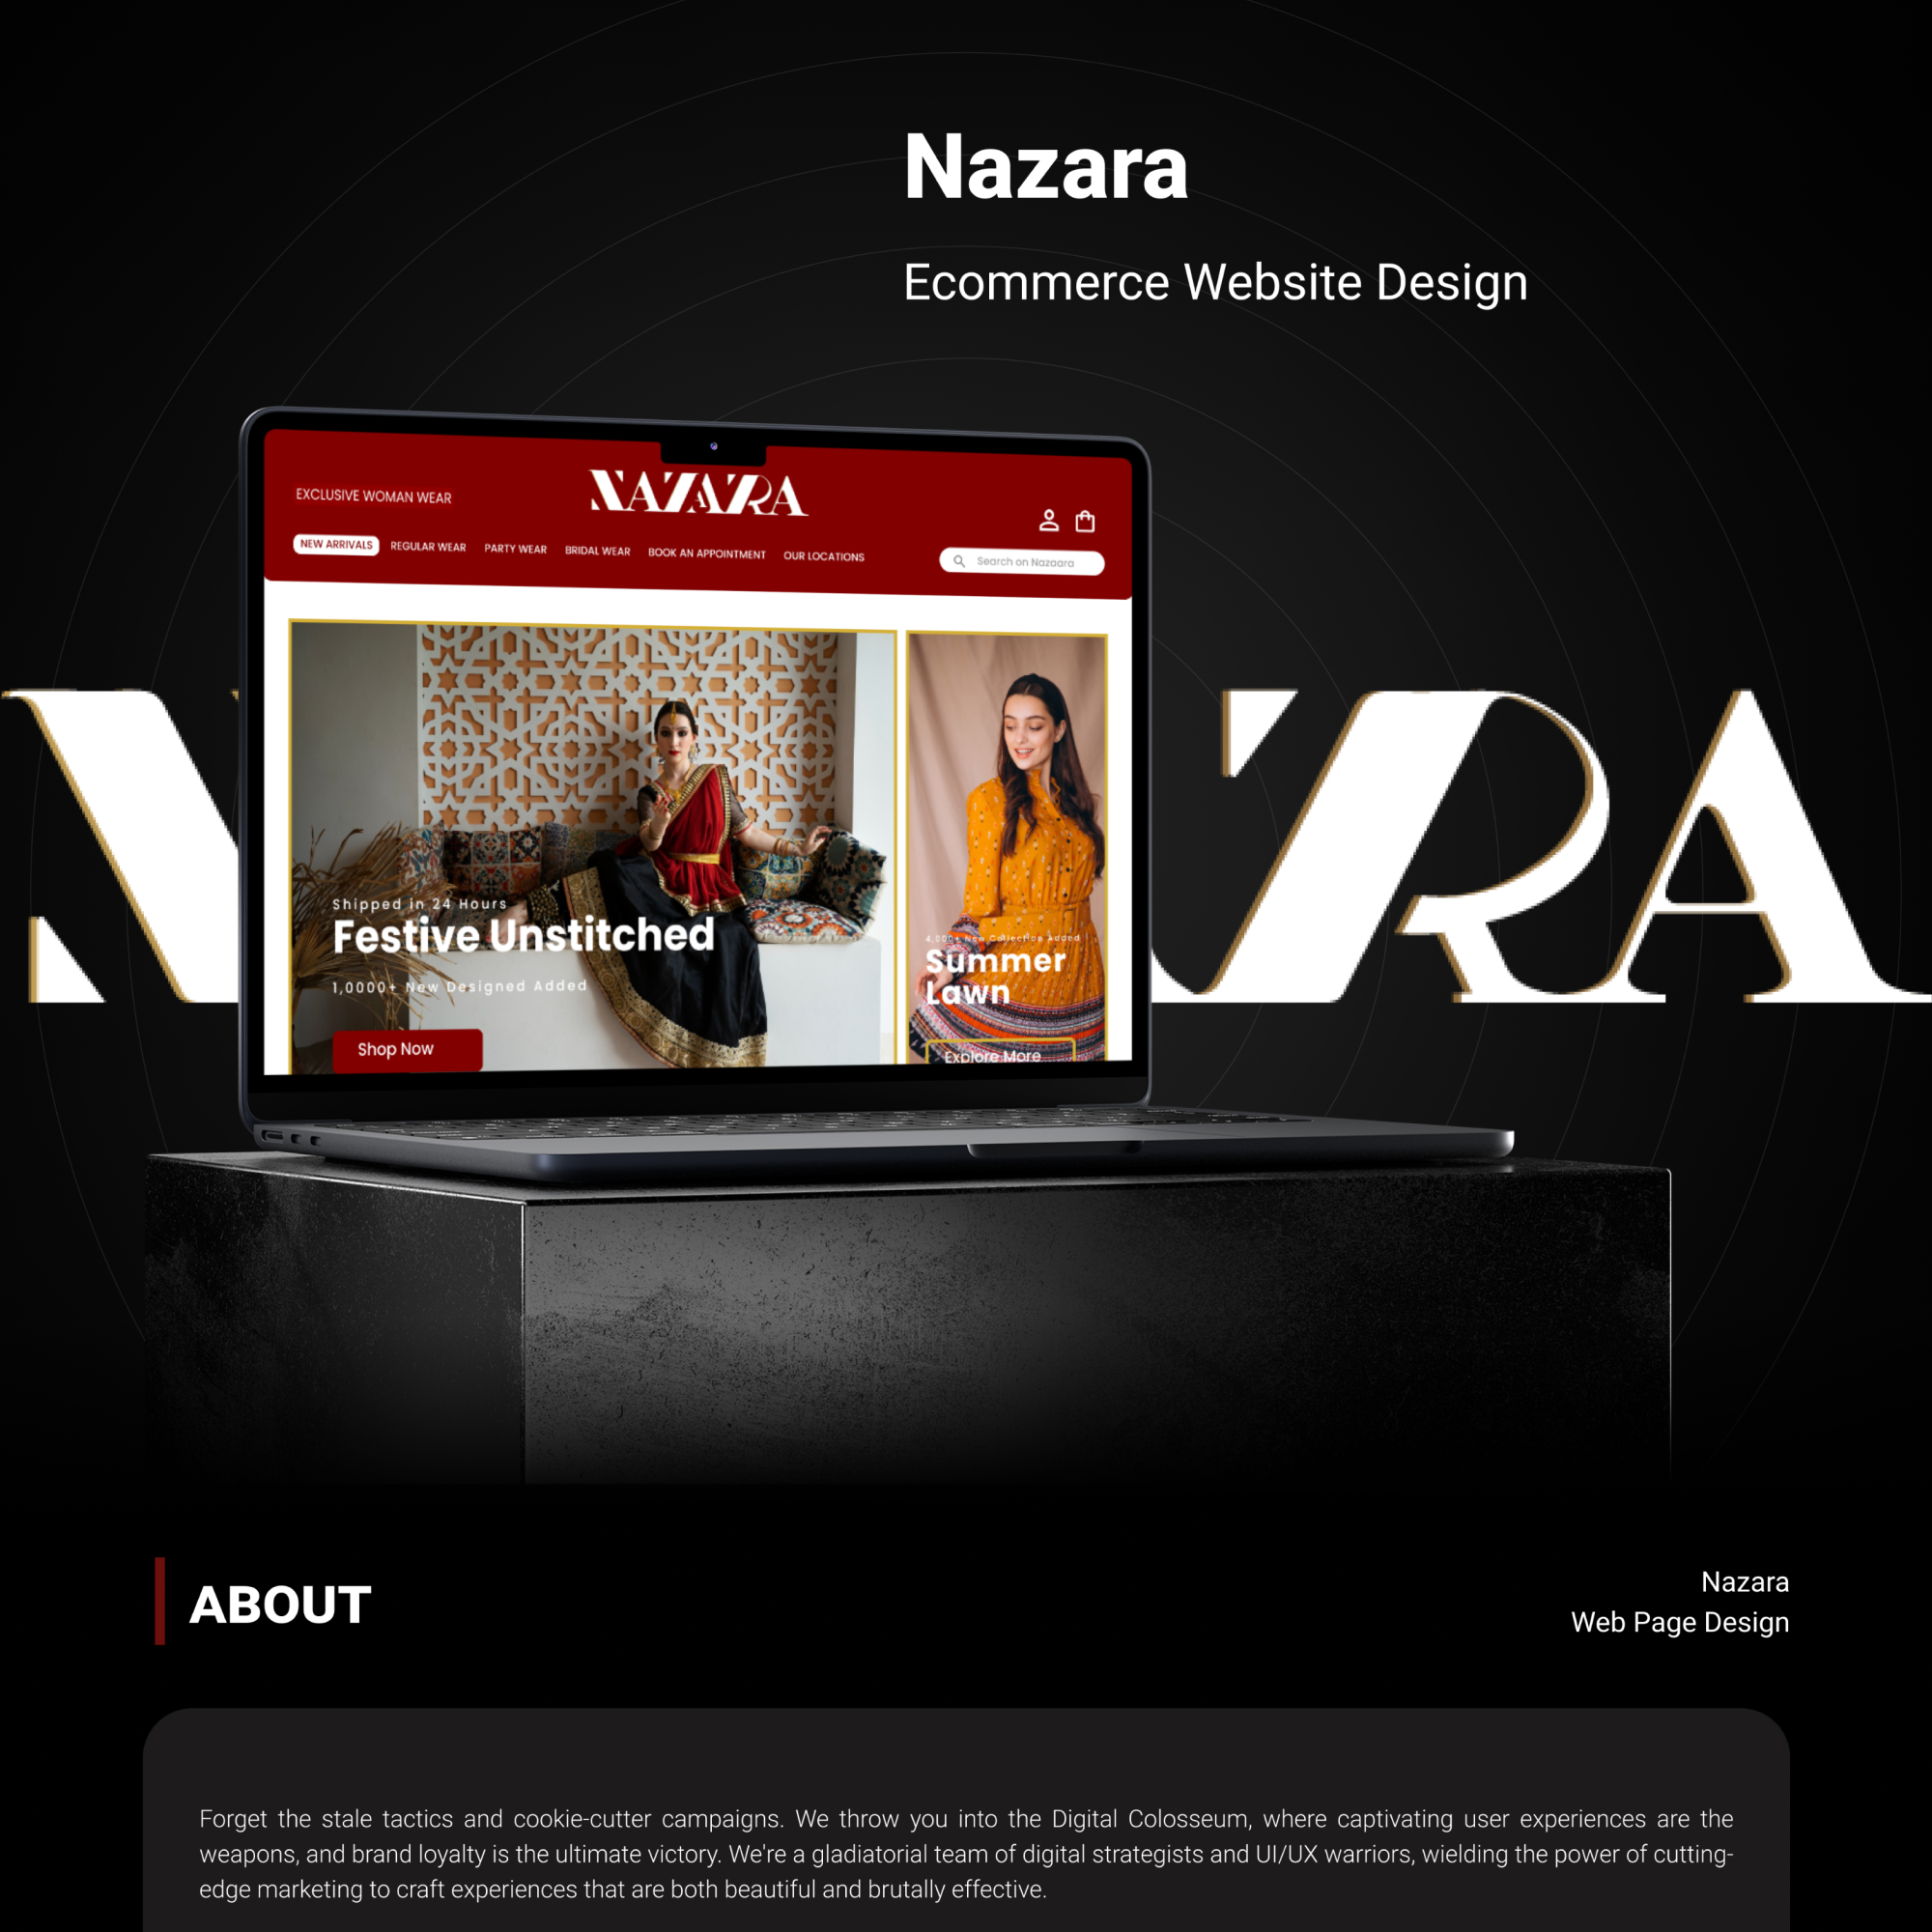 Nazara
Ecommerce Website Design
NAZARA
EXCLUSIVE WOMAN WEAR
NEW ARRIVALS REGULAR WEAR PARTY WEAR BRIDAL WEAR BOOK AN APPOINTMENT OUR LOCATIONS
Search on Nazaara
Shipped in 24 Hours
Festive Unstitched
1,0000+ New Designed Added
Shop Now
4,000+ New Collection Added
Summer
Lawn
Explore More
N ZRA
ABOUT
Nazara
Web Page Design
Forget the stale tactics and cookie-cutter campaigns. We throw you into the Digital Colosseum, where captivating user experiences are the
weapons, and brand loyalty is the ultimate victory. We're a gladiatorial team of digital strategists and UI/UX warriors, wielding the power of cutting-
edge marketing to craft experiences that are both beautiful and brutally effective.